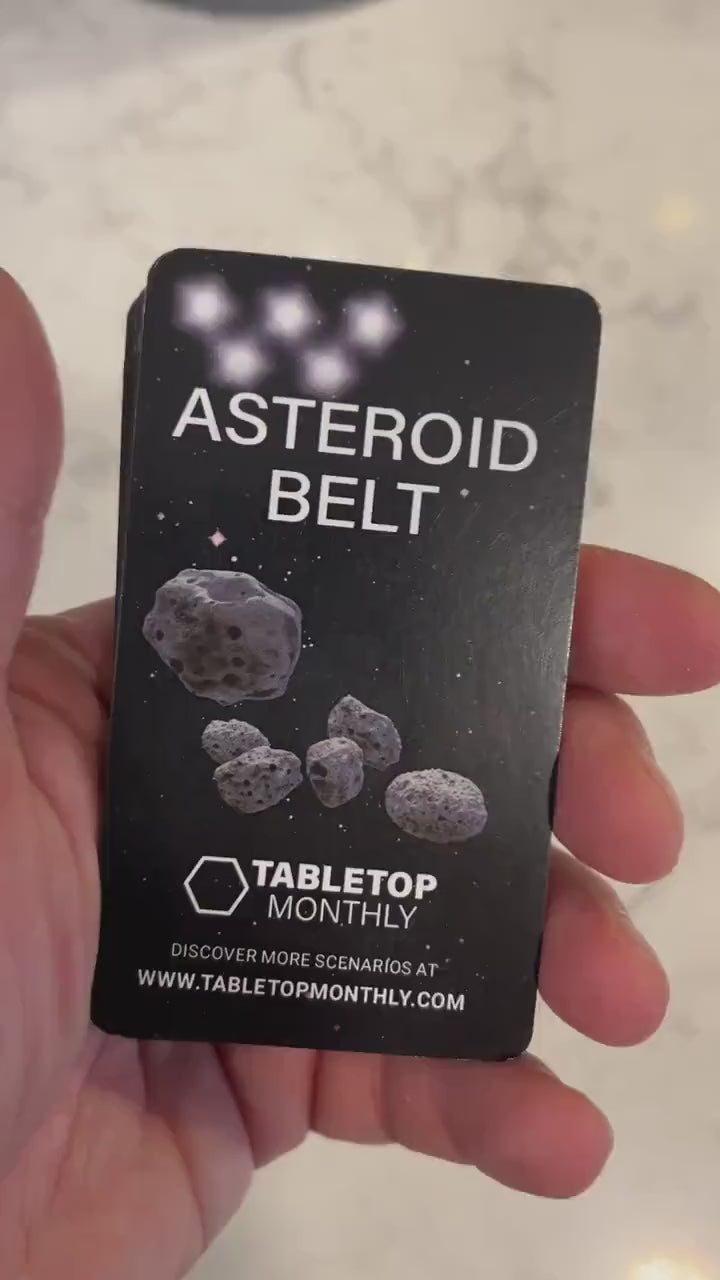 ASTEROID
BELT
TABLETOP
MONTHLY
DISCOVER MORE SCENARIOS AT
WWW.TABLETOPMONTHLY.COM